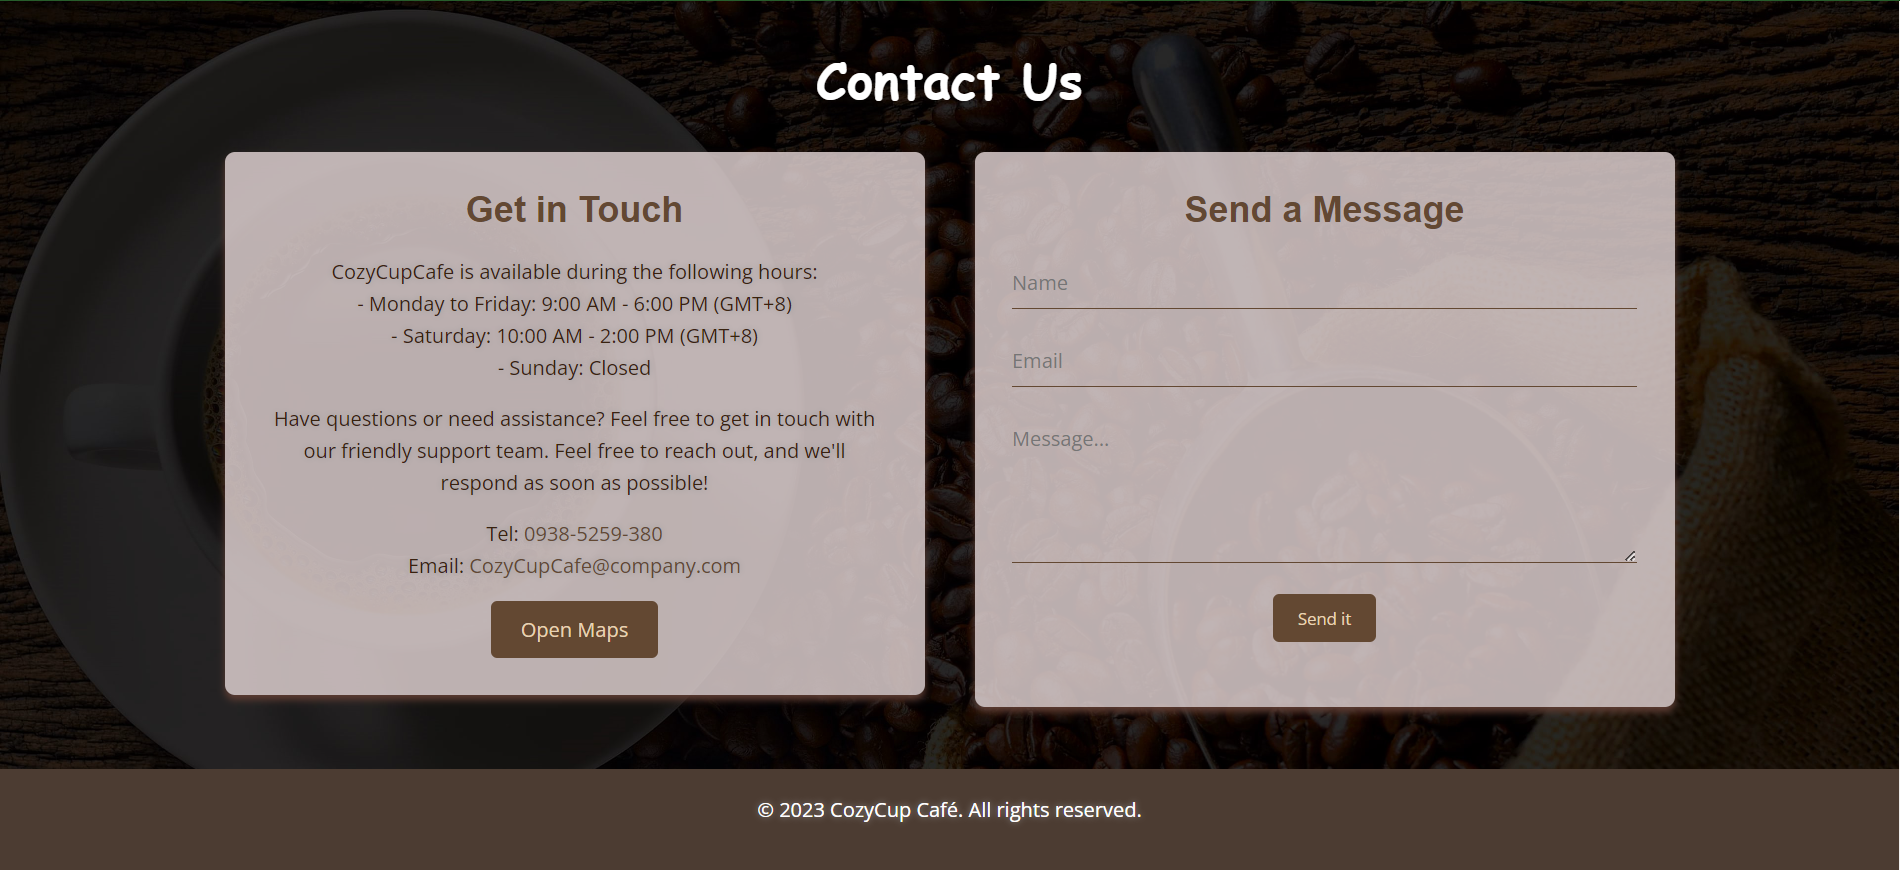 Contact Us
Get in Touch
CozyCupCafe is available during the following hours:
- Monday to Friday: 9:00 AM - 6:00 PM (GMT+8)
- Saturday: 10:00 AM - 2:00 PM (GMT+8)
- Sunday: Closed
Have questions or need assistance? Feel free to get in touch with
our friendly support team. Feel free to reach out, and we'll
respond as soon as possible!
Tel: 0938-5259-380
Email: CozyCupCafe@company.com
Open Maps
Send a Message
Name
Email
Message...
Send it
© 2023 CozyCup Café. All rights reserved.